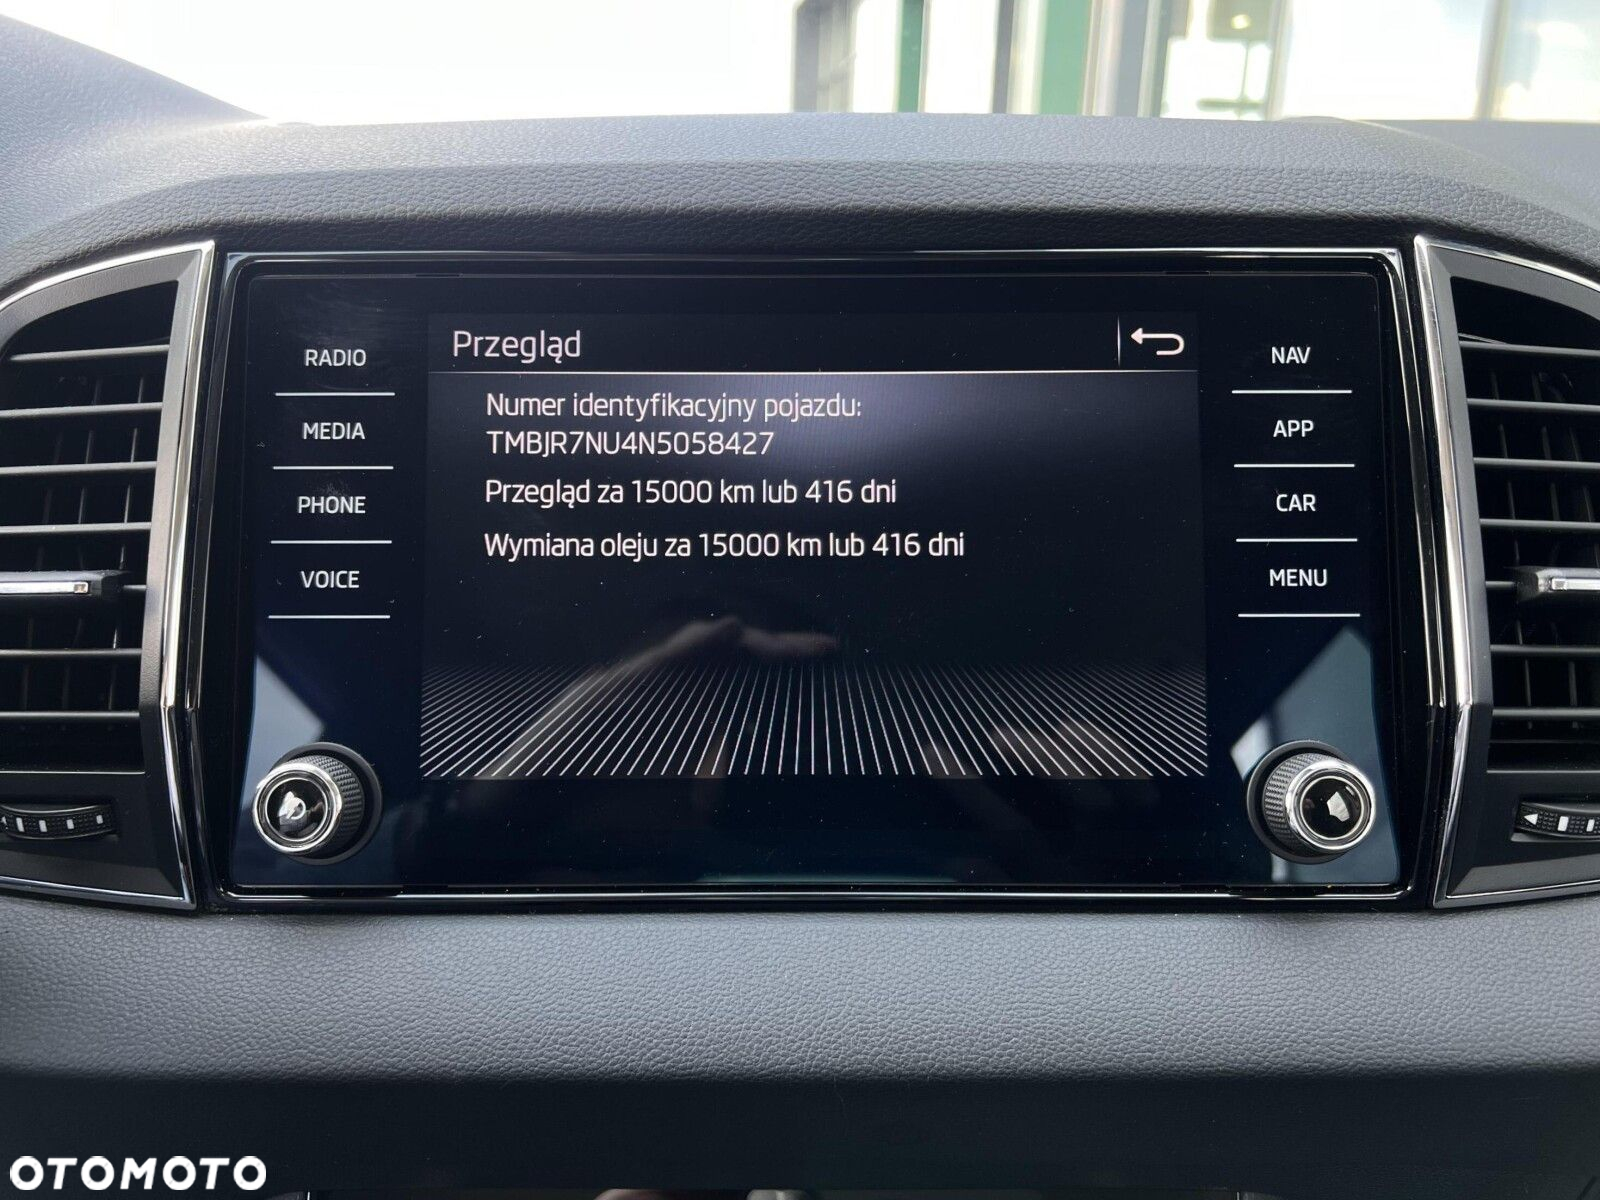 Przegląd
RADIO
MEDIA
PHONE
VOICE
Numer identyfikacyjny pojazdu:
TMBJR7NU4N5058427
Przegląd za 15000 km lub 416 dni
Wymiana oleju za 15000 km lub 416 dni
NAV
APP
CAR
MENU
OTOMOTO